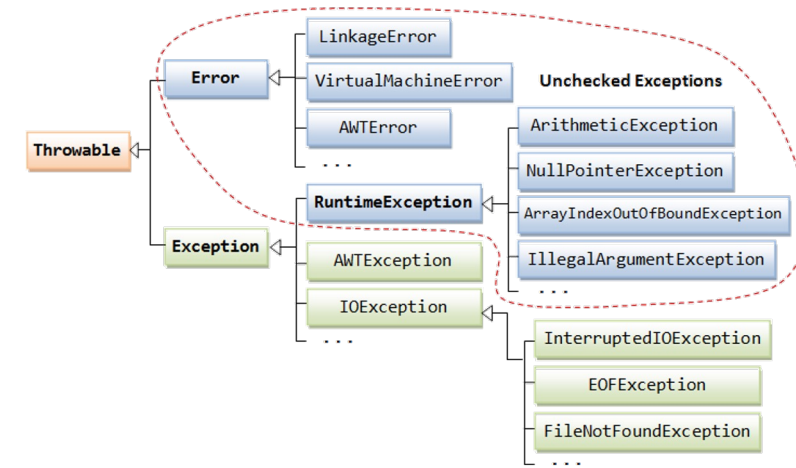 LinkageError
Error
VirtualMachineError
Unchecked Exceptions
AWTError
ArithmeticException
Throwable
...
NullPointerException
RuntimeException
ArrayIndexOutOfBoundException
Exception
AWTException
IllegalArgumentException
...
IOException
...
InterruptedIOException
EOFException
FileNotFoundException
...